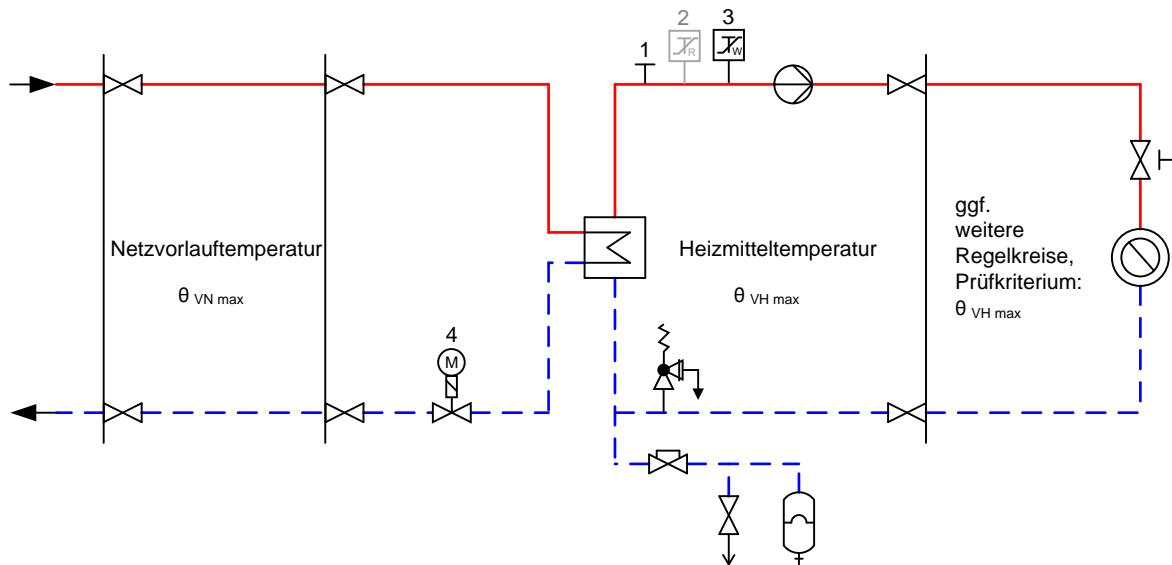 1
2
3
R
W
Netzvorlauftemperatur
θ VN max
Heizmitteltemperatur
θ VH max
ggf.
weitere
Regelkreise,
Prüfkriterium:
θ VH max
4
M